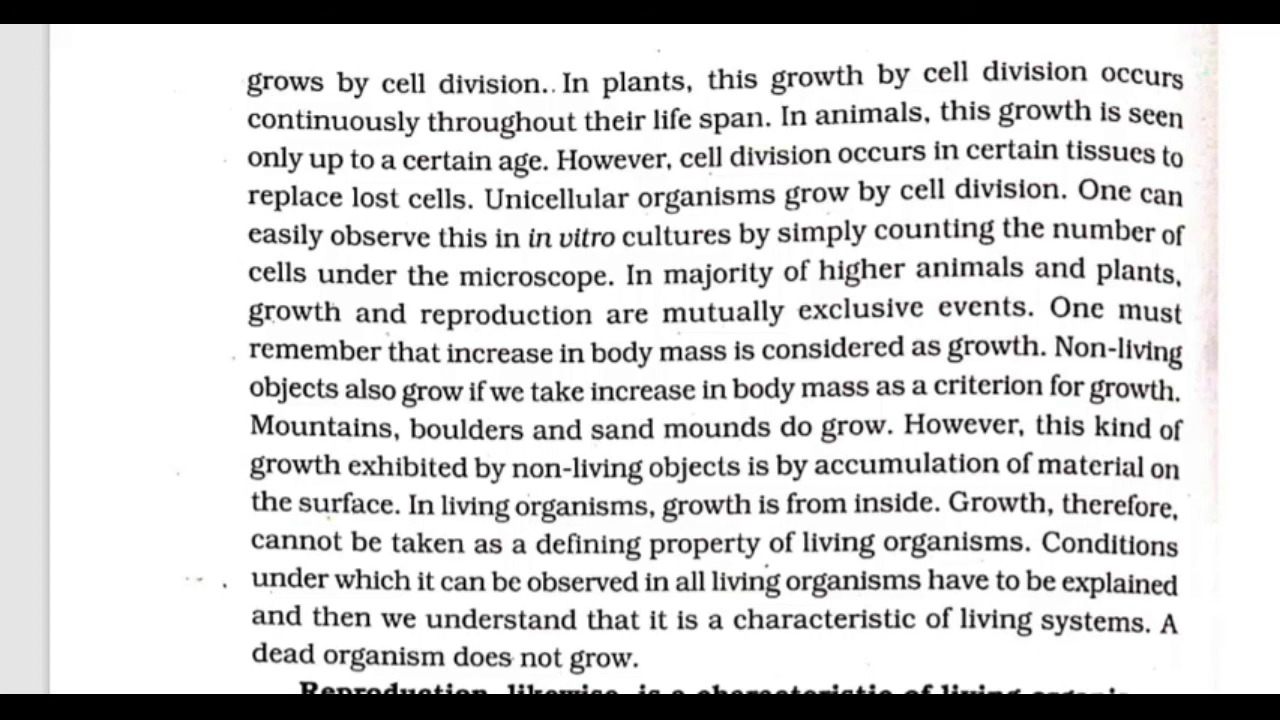 grows by cell division.. In plants, this growth by cell division occurs
continuously throughout their life span. In animals, this growth is seen
only up to a certain age. However, cell division occurs in certain tissues to
replace lost cells. Unicellular organisms grow by cell division. One can
easily observe this in in vitro cultures by simply counting the number of
cells under the microscope. In majority of higher animals and plants,
growth and reproduction are mutually exclusive events. One must
remember that increase in body mass is considered as growth. Non-living
objects also grow if we take increase in body mass as a criterion for growth.
Mountains, boulders and sand mounds do grow. However, this kind of
growth exhibited by non-living objects is by accumulation of material on
the surface. In living organisms, growth is from inside. Growth, therefore,
cannot be taken as a defining property of living organisms. Conditions
under which it can be observed in all living organisms have to be explained
and then we understand that it is a characteristic of living systems. A
dead organism does not grow.
Reproduction, likewise, is a characteristic of living